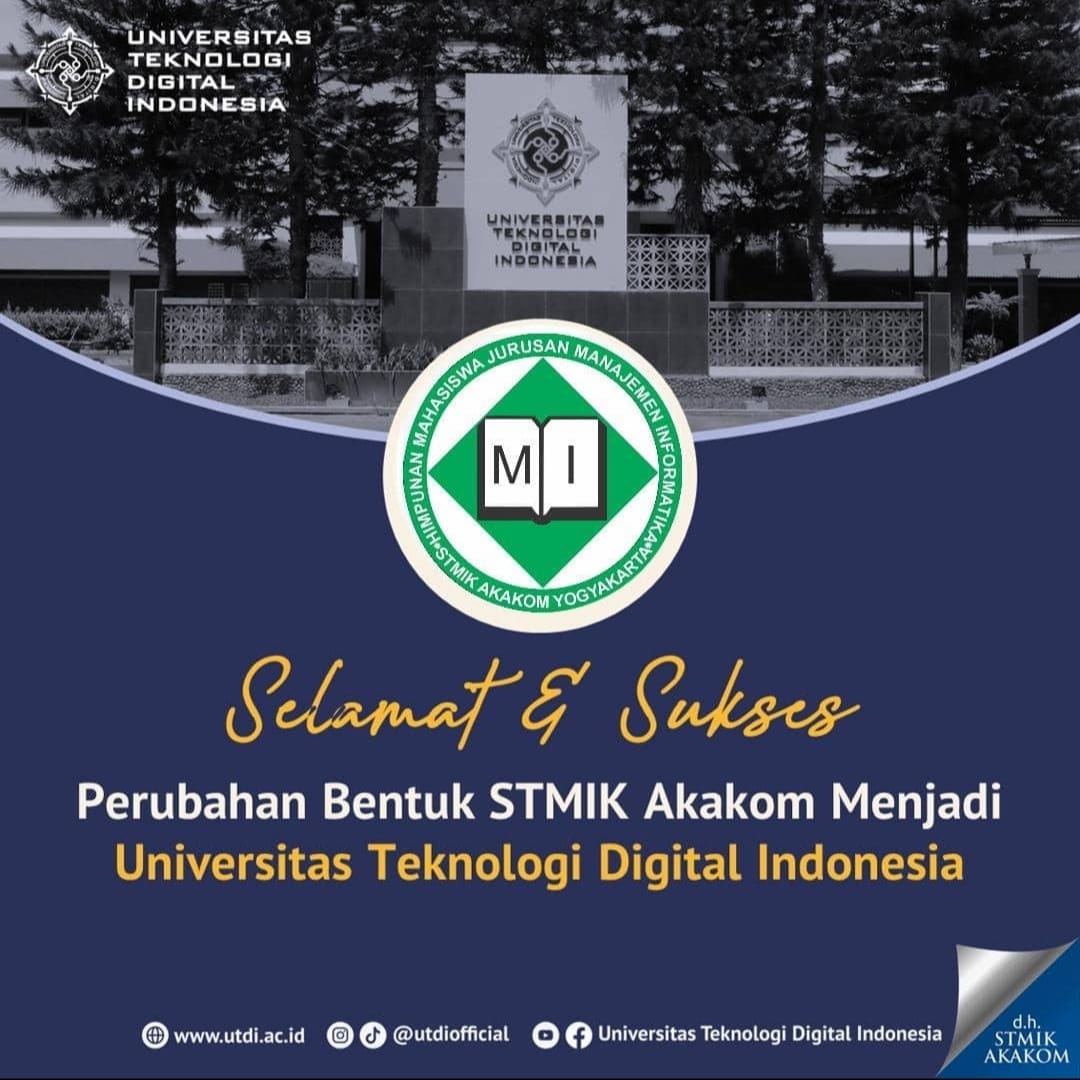 UNIVERSITAS
TEKNOLOGI
DIGITAL
INDONESIA
UNIVERSITAS
TEKNOLOGI
DIGITAL
INDONESIA
HIMPUNAN MAHASISWA JURUSAN MANAJEMEN INFORMATIKA
STMIK AKAKOM YOGYAKARTA
M I
Selamat & Sukses
Perubahan Bentuk STMIK Akakom Menjadi
Universitas Teknologi Digital Indonesia
www.utdi.ac.id @utdiofficial Universitas Teknologi Digital Indonesia
d.h.
STMIK
AKAKOM